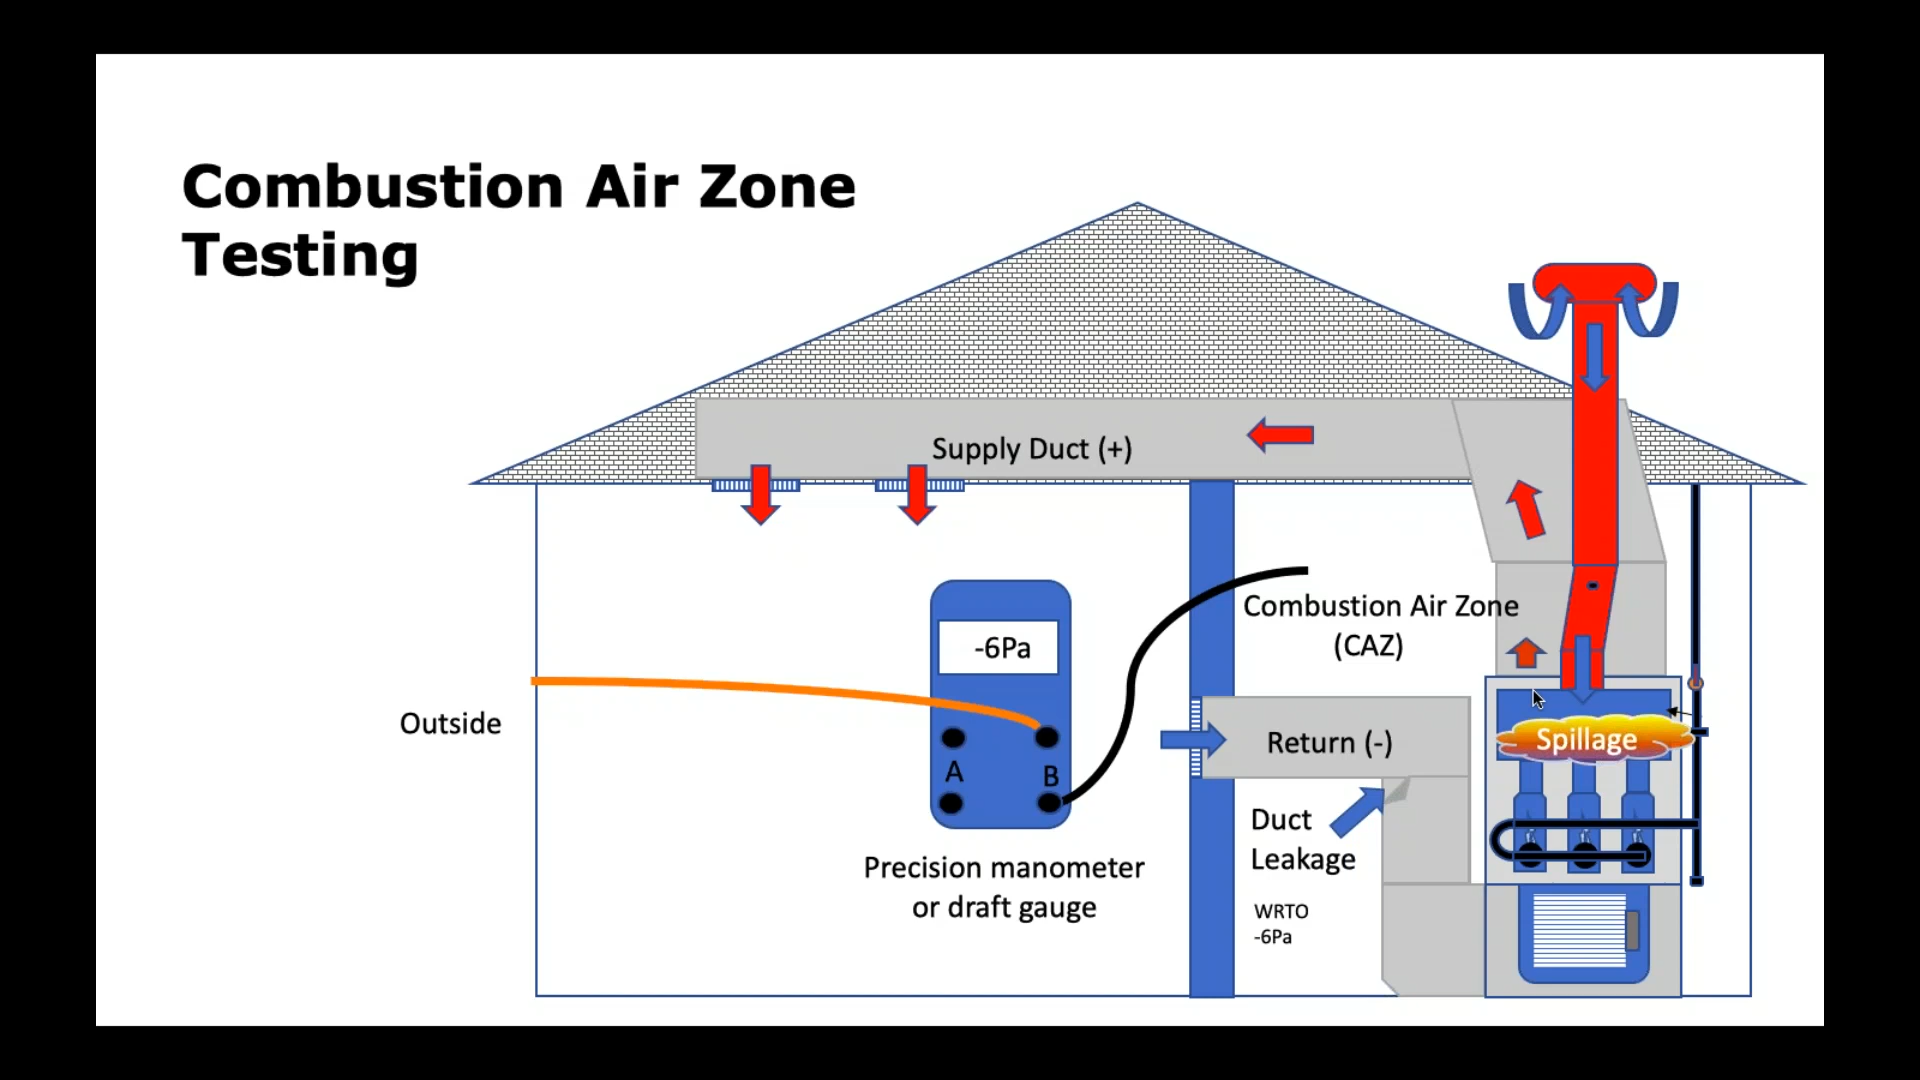 Combustion Air Zone
Testing
Supply Duct (+)
Combustion Air Zone
(CAZ)
-6Pa
Outside
A
B
Return (-)
Spillage
Duct
Leakage
Precision manometer
or draft gauge
WRTO
-6Pa